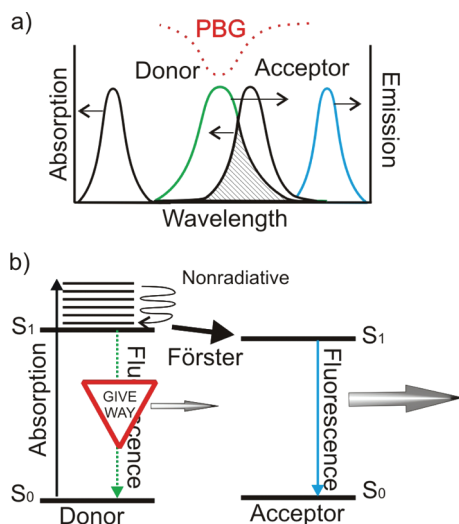 a)
PBG
Donor
Acceptor
Absorption
Emission
Wavelength
b)
Nonradiative
S1
Förster
S1
Absorption
Fluorescence
GIVE
WAY
Fluorescence
S0
S0
Donor
Acceptor